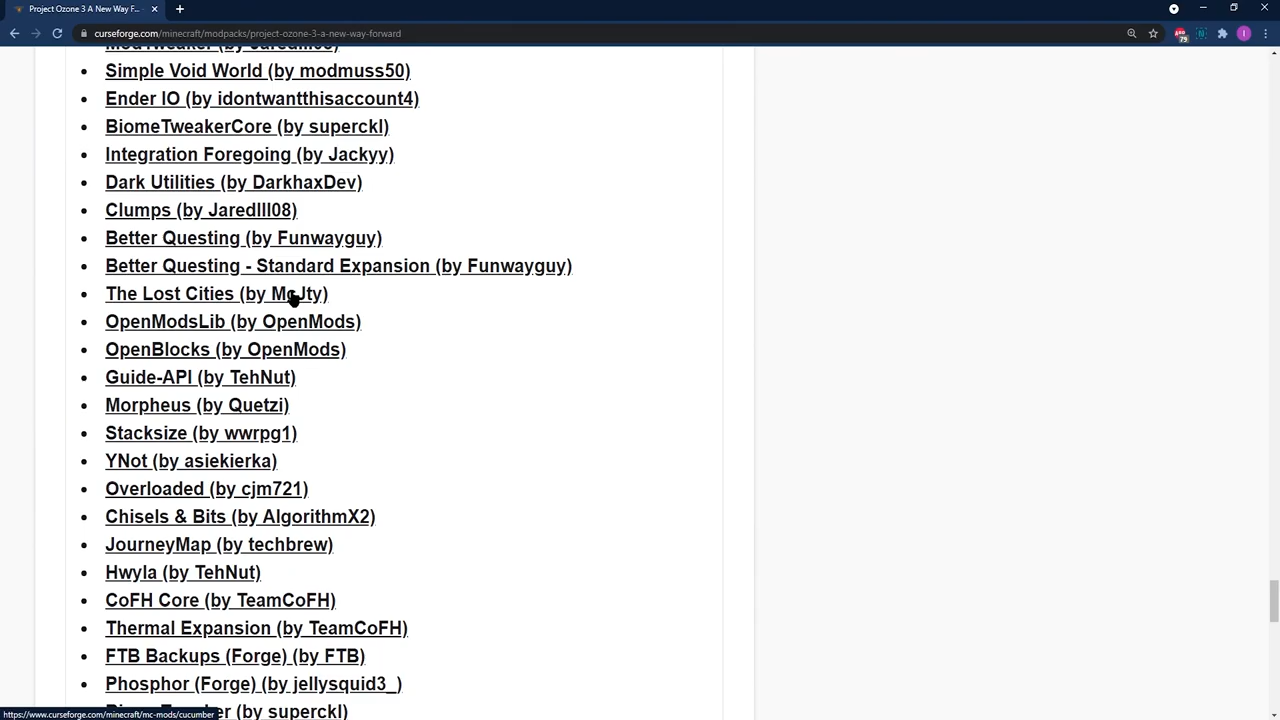 Project Ozone 3 A New Way F...
curseforge.com/minecraft/modpacks/project-ozone-3-a-new-way-forward
ModTweaker (by Jaredlll08)
Simple Void World (by modmuss50)
Ender IO (by idontwantthisaccount4)
BiomeTweakerCore (by superckl)
Integration Foregoing (by Jackyy)
Dark Utilities (by DarkhaxDev)
Clumps (by Jaredlll08)
Better Questing (by Funwayguy)
Better Questing - Standard Expansion (by Funwayguy)
The Lost Cities (by McJty)
OpenModsLib (by OpenMods)
OpenBlocks (by OpenMods)
Guide-API (by TehNut)
Morpheus (by Quetzi)
Stacksize (by wwrpg1)
YNot (by asiekierka)
Overloaded (by cjm721)
Chisels & Bits (by AlgorithmX2)
JourneyMap (by techbrew)
Hwyla (by TehNut)
CoFH Core (by TeamCoFH)
Thermal Expansion (by TeamCoFH)
FTB Backups (Forge) (by FTB)
Phosphor (Forge) (by jellysquid3_)
(by superckl)
https://www.curseforge.com/minecraft/mc-mods/cucumber